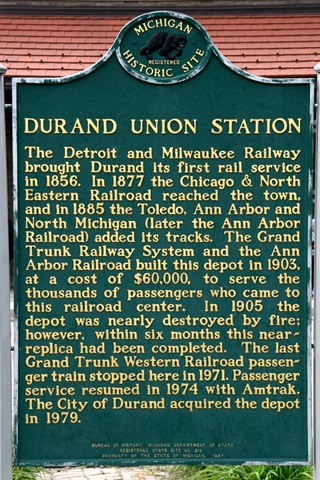 MICHIGAN
REGISTERED
HISTORIC SITE
DURAND UNION STATION
The Detroit and Milwaukee Railway
brought Durand its first rail service
in 1856. In 1877 the Chicago & North
Eastern Railroad reached the town,
and in 1885 the Toledo, Ann Arbor and
North Michigan (later the Ann Arbor
Railroad) added its tracks. The Grand
Trunk Railway System and the Ann
Arbor Railroad built this depot in 1903,
at a cost of $60,000, to serve the
thousands of passengers who came to
this railroad center. In 1905 the
depot was nearly destroyed by fire;
however, within six months this near-
replica had been completed. The last
Grand Trunk Western Railroad passen
ger train stopped here in 1971. Passenger
service resumed in 1974 with Amtrak.
The City of Durand acquired the depot
in 1979.
BUREAU OF HISTORY, MICHIGAN DEPARTMENT OF STATE
REGISTERED STATE SITE NO.
PROPERTY OF THE STATE OF MICHIGAN, 1987